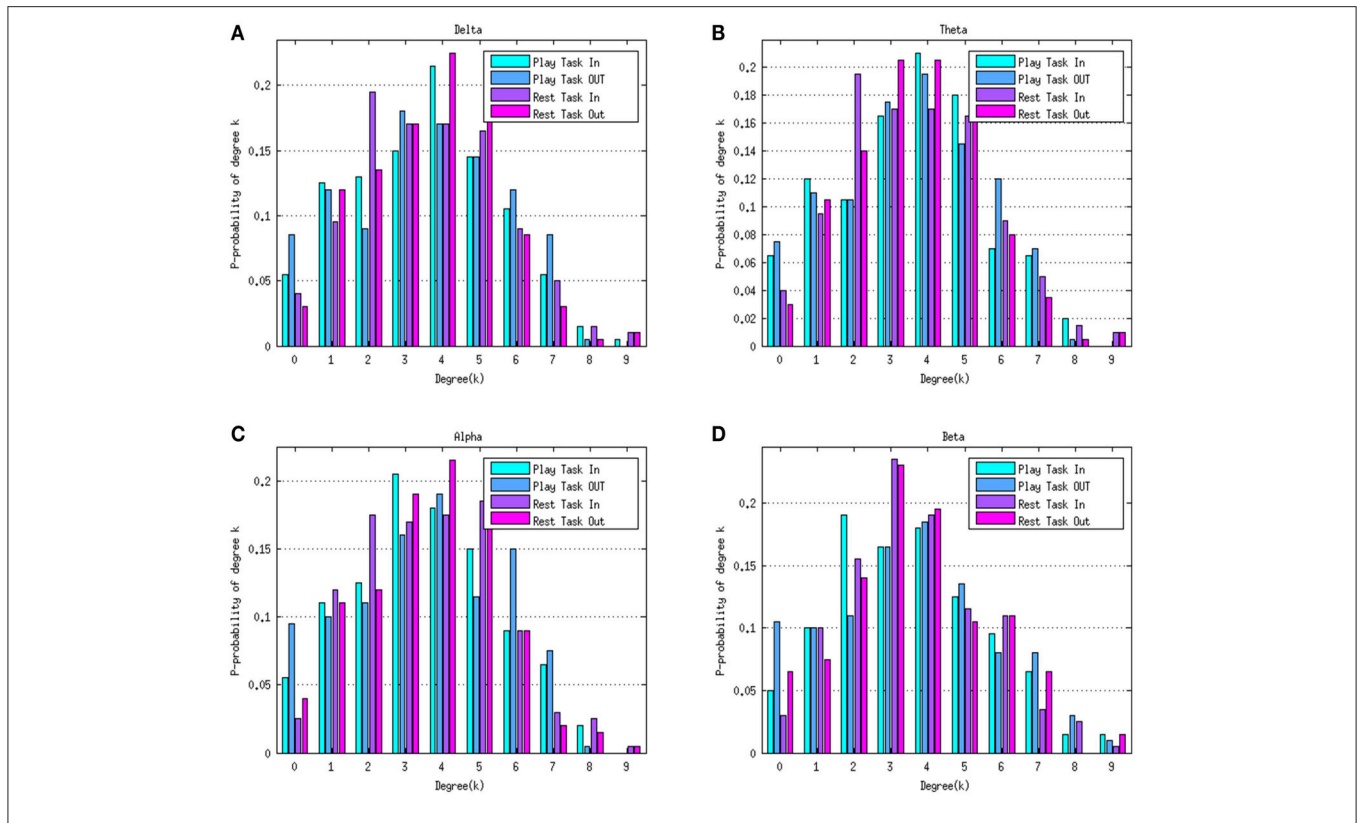 A
Delta
P-probability of degree k
0.2
0.15
0.1
0.05
0
Play Task In
Play Task OUT
Rest Task In
Rest Task Out
0 1 2 3 4 5 6 7 8 9
Degree(k)
B
Theta
P-probability of degree k
0.2
0.18
0.16
0.14
0.12
0.1
0.08
0.06
0.04
0.02
0
Play Task In
Play Task OUT
Rest Task In
Rest Task Out
0 1 2 3 4 5 6 7 8 9
Degree(k)
C
Alpha
P-probability of degree k
0.2
0.15
0.1
0.05
0
Play Task In
Play Task OUT
Rest Task In
Rest Task Out
0 1 2 3 4 5 6 7 8 9
Degree(k)
D
Beta
P-probability of degree k
0.2
0.15
0.1
0.05
0
Play Task In
Play Task OUT
Rest Task In
Rest Task Out
0 1 2 3 4 5 6 7 8 9
Degree(k)